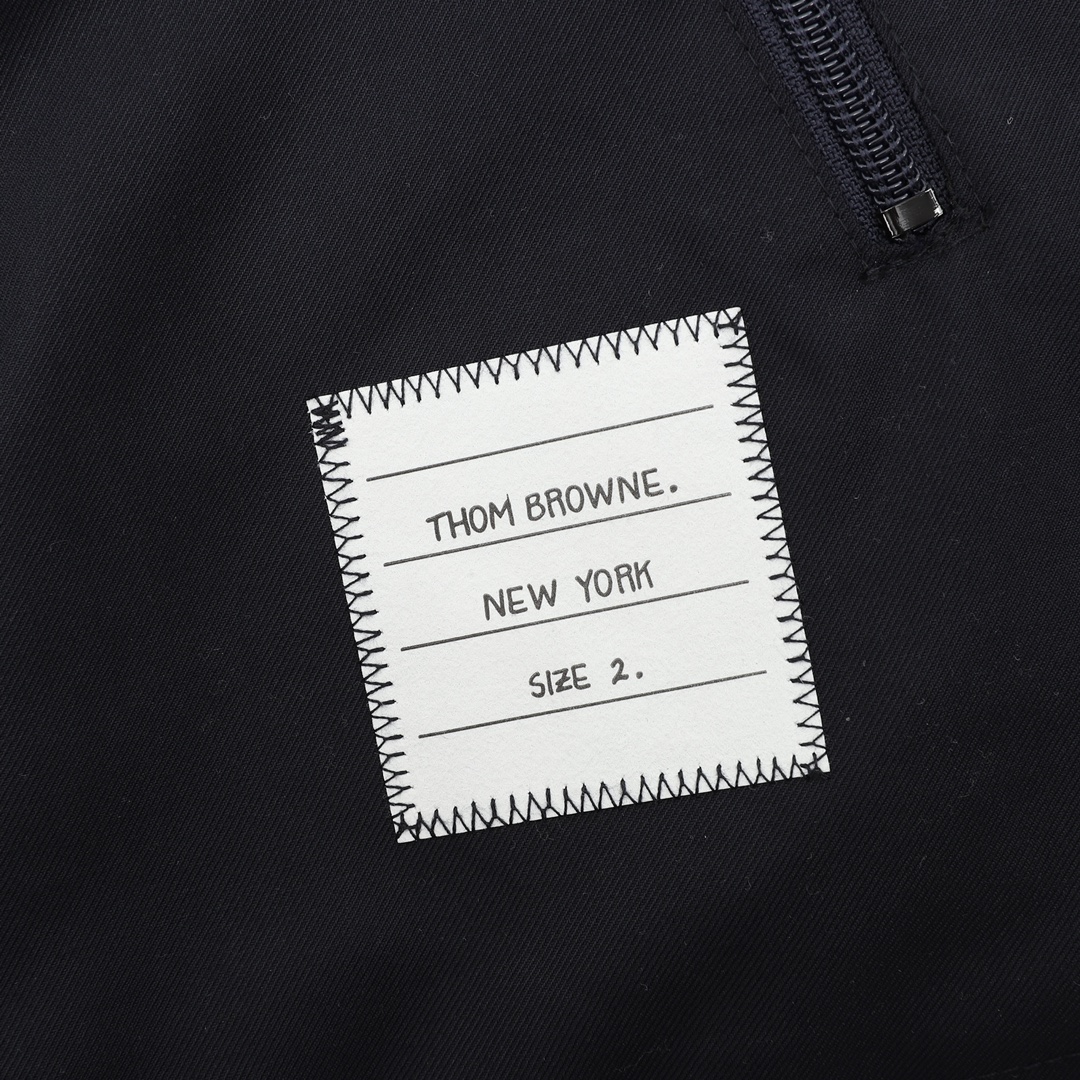 THOM BROWNE.
NEW YORK
SIZE 2.